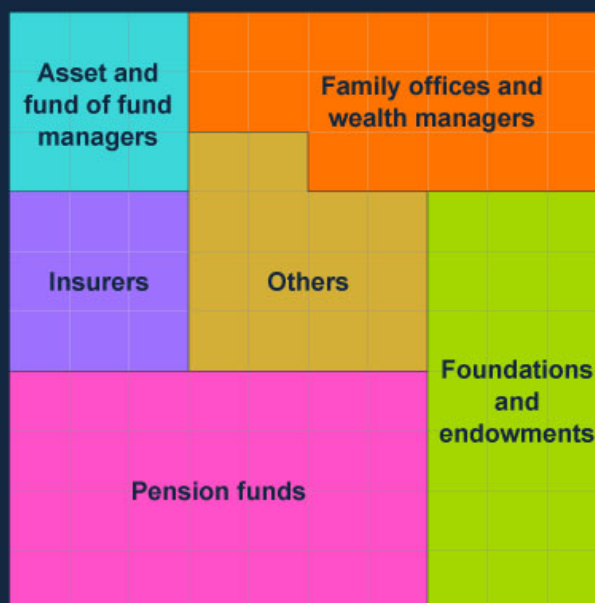 Asset and
fund of fund
managers
Family offices and
wealth managers
Insurers
Others
Foundations
and
endowments
Pension funds